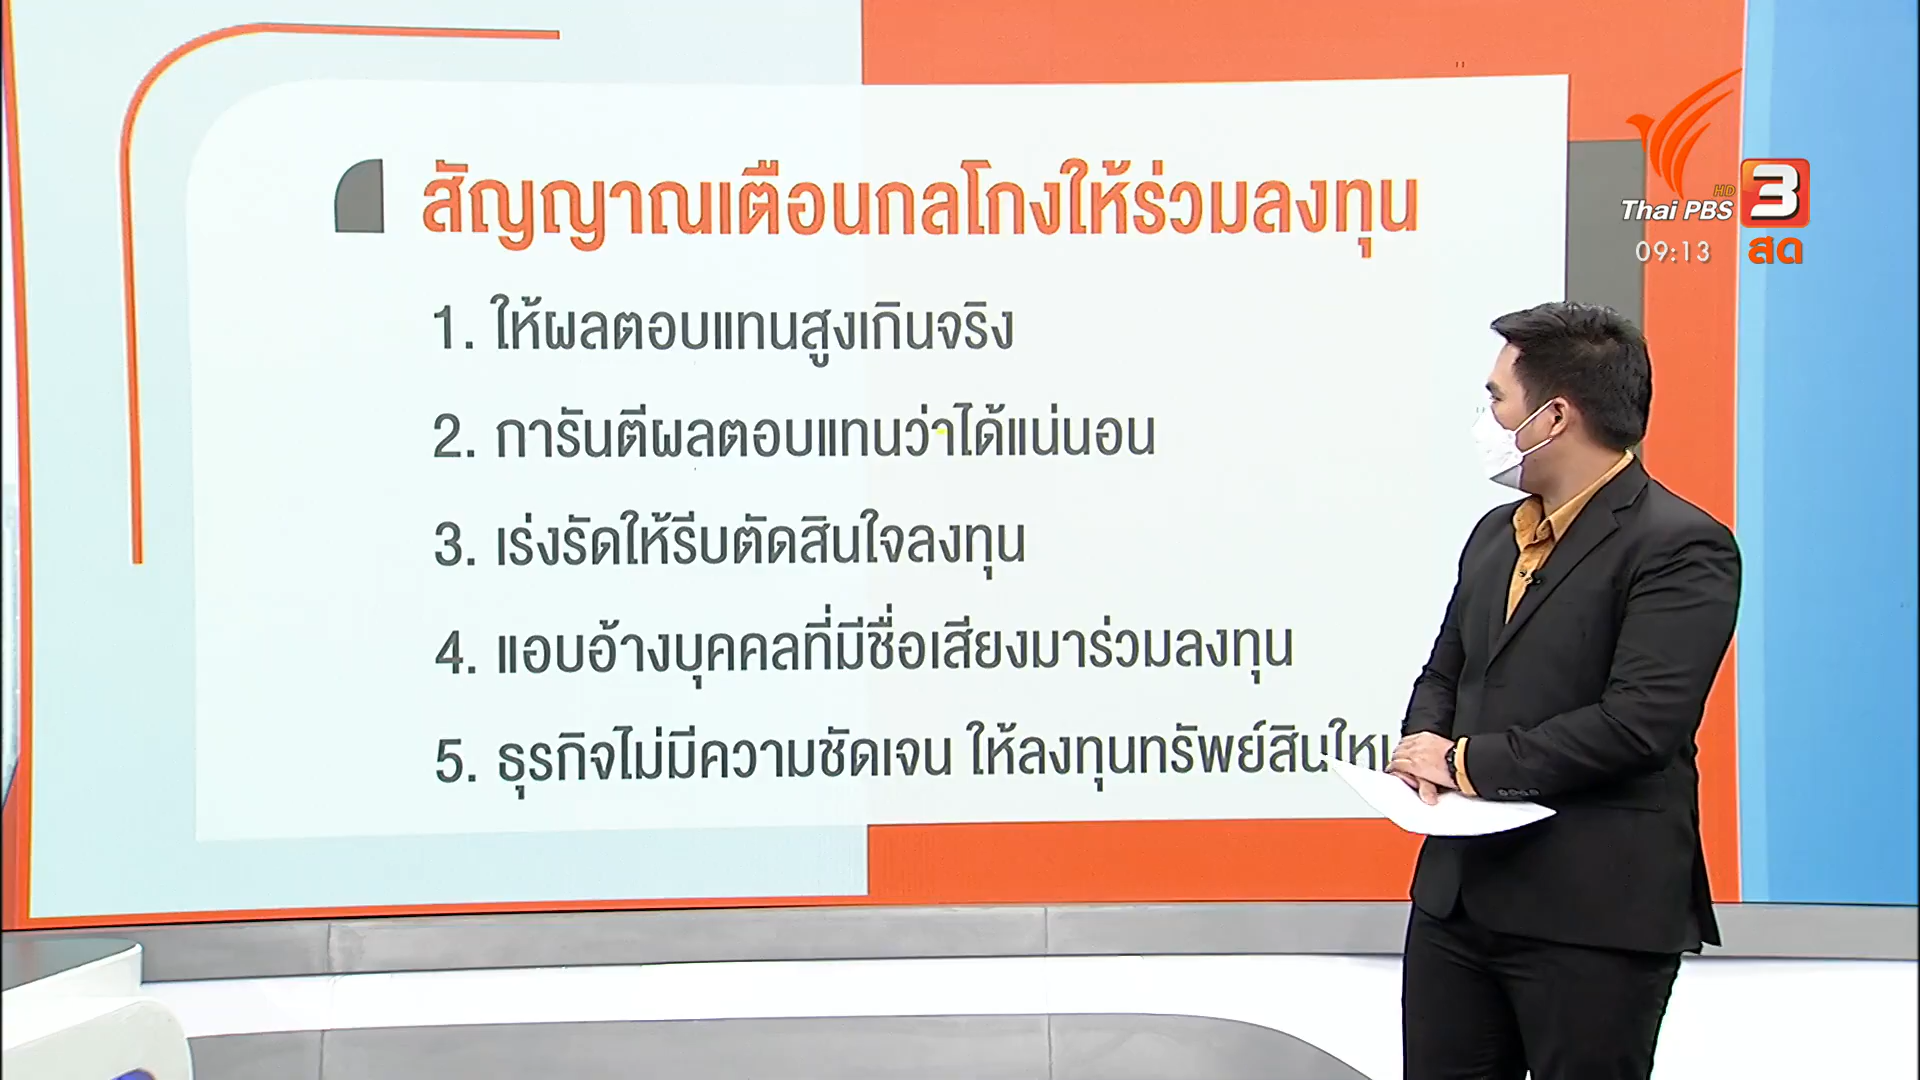 สัญญาณเตือนกลโกงให้ร่วมลงทุน
1. ให้ผลตอบแทนสูงเกินจริง
2. การันตีผลตอบแทนว่าได้แน่นอน
3. เร่งรัดให้รีบตัดสินใจลงทุน
4. แอบอ้างบุคคลที่มีชื่อเสียงมาร่วมลงทุน
5. ธุรกิจไม่มีความชัดเจน ให้ลงทุนทรัพย์สิน
HD
Thai PBS 3
09:13 สด